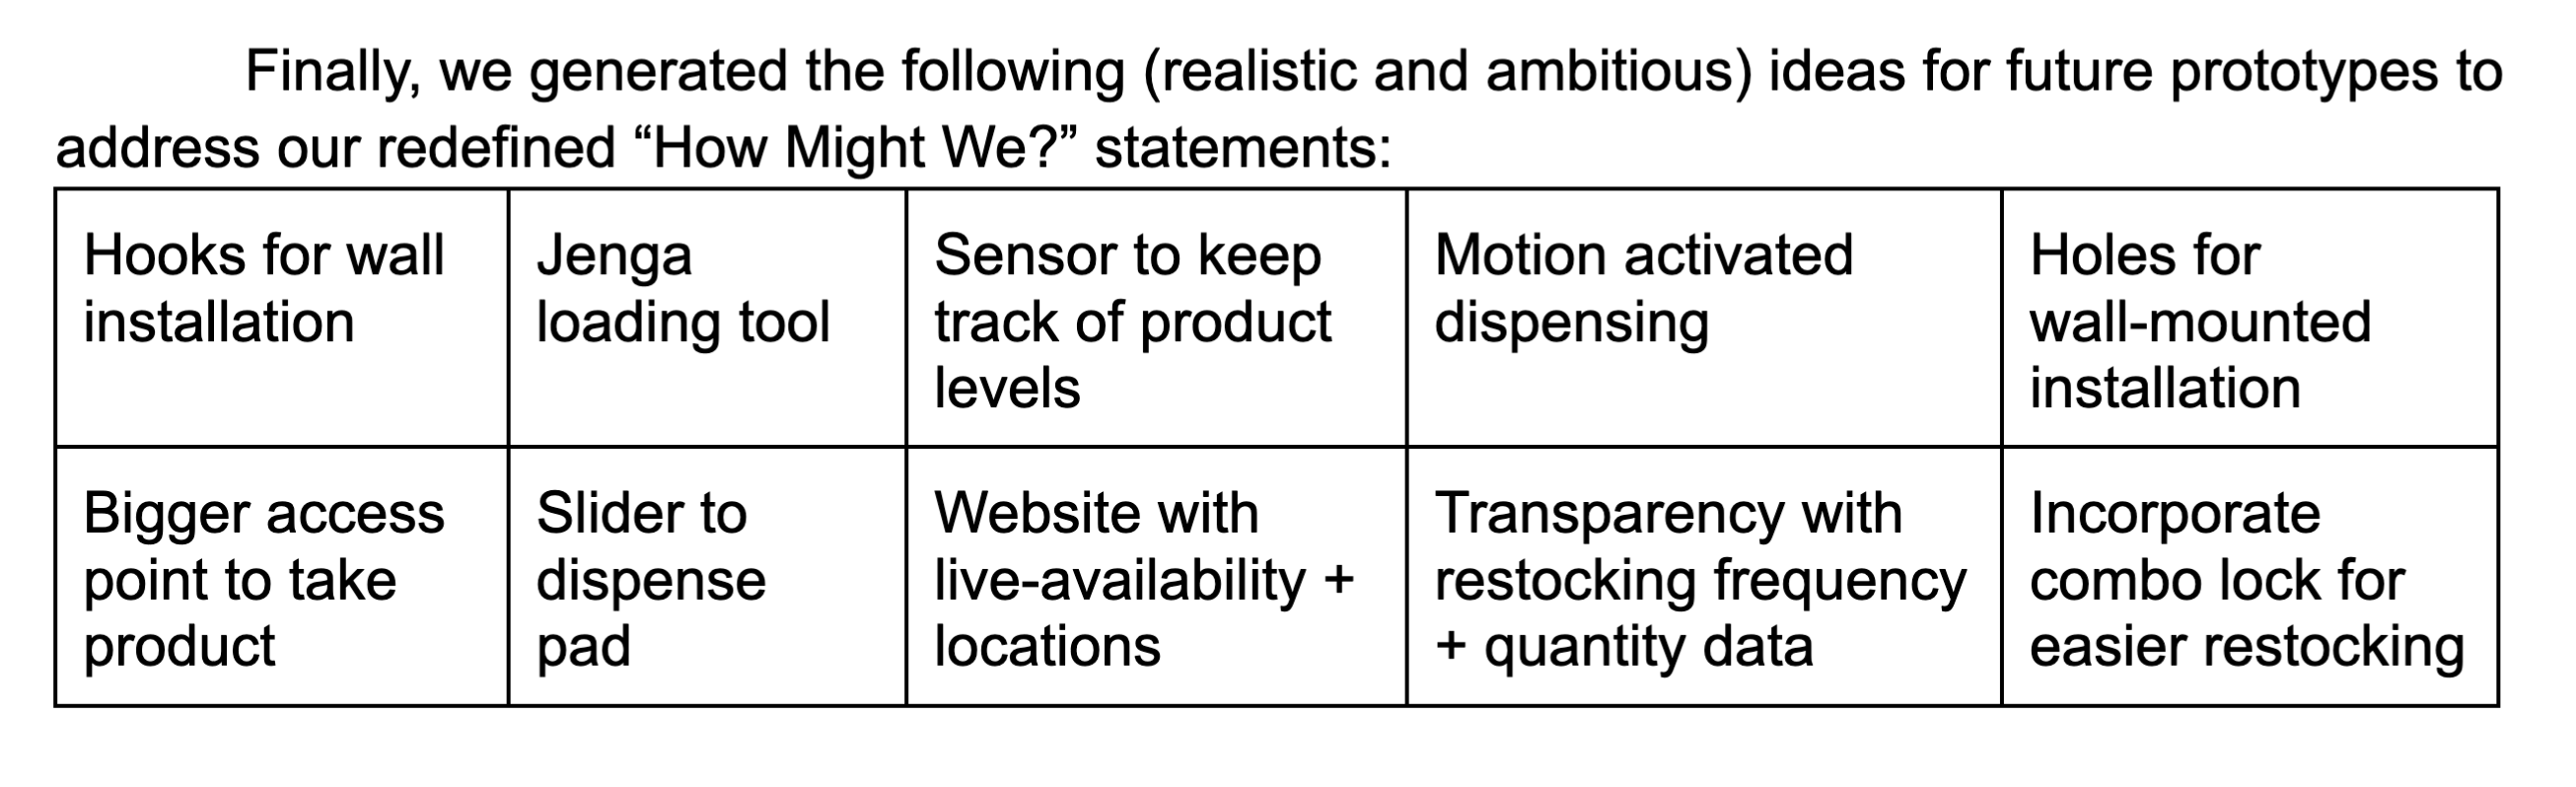 Finally, we generated the following (realistic and ambitious) ideas for future prototypes to
address our redefined “How Might We?” statements:
Hooks for wall
installation
Jenga
loading tool
Sensor to keep
track of product
levels
Motion activated
dispensing
Holes for
wall-mounted
installation
Bigger access
point to take
product
Slider to
dispense
pad
Website with
live-availability +
locations
Transparency with
restocking frequency
+ quantity data
Incorporate
combo lock for
easier restocking